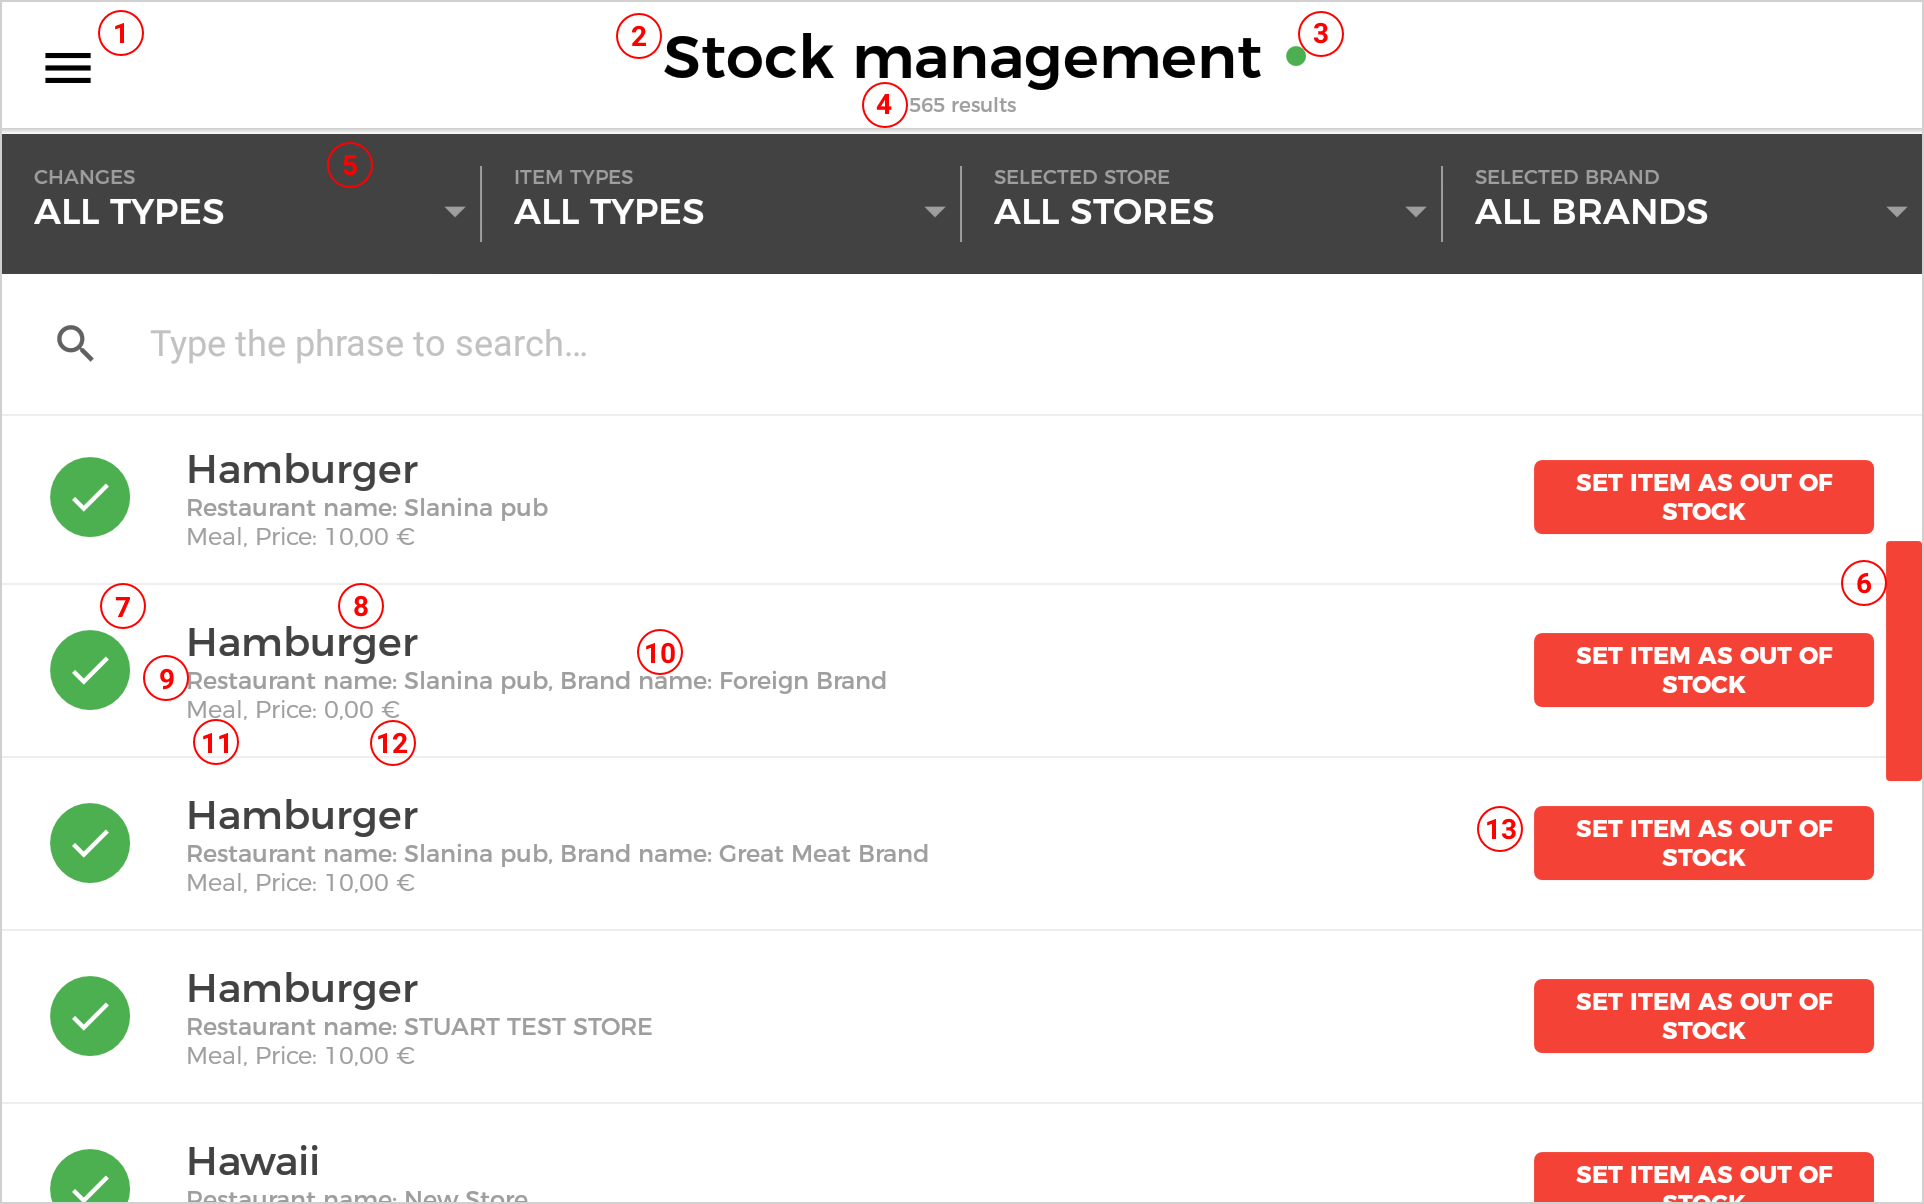 1
2 Stock management 3
4 565 results
5
CHANGES
ALL TYPES
ITEM TYPES
ALL TYPES
SELECTED STORE
ALL STORES
SELECTED BRAND
ALL BRANDS
Type the phrase to search...
Hamburger
Restaurant name: Slanina pub
Meal, Price: 10,00 €
SET ITEM AS OUT OF
STOCK
6
7
8
Hamburger
9
10
Restaurant name: Slanina pub, Brand name: Foreign Brand
Meal, Price: 0,00 €
11
12
SET ITEM AS OUT OF
STOCK
Hamburger
Restaurant name: Slanina pub, Brand name: Great Meat Brand
Meal, Price: 10,00 €
13
SET ITEM AS OUT OF
STOCK
Hamburger
Restaurant name: STUART TEST STORE
Meal, Price: 10,00 €
SET ITEM AS OUT OF
STOCK
Hawaii
Restaurant name: New Store
SET ITEM AS OUT OF
STOCK